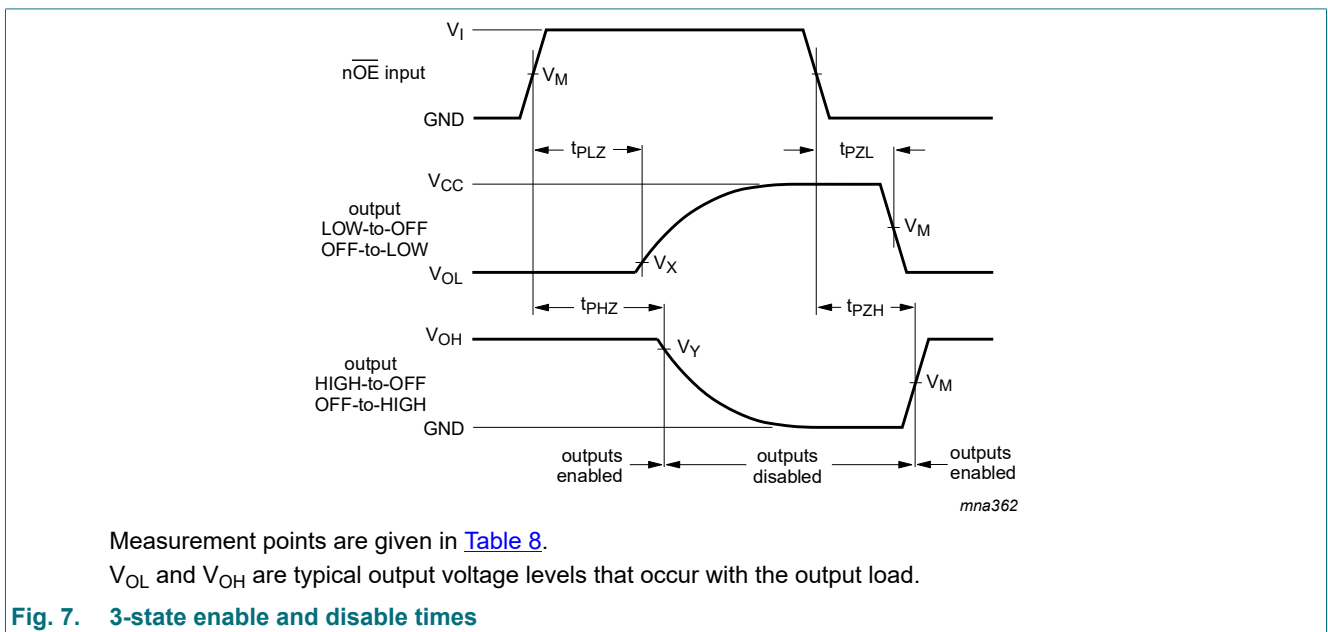 V_I
nOE input
V_M
GND
t_PLZ
t_PZL
V_CC
output
LOW-to-OFF
OFF-to-LOW
V_M
V_X
V_OL
t_PHZ
t_PZH
V_OH
V_Y
output
HIGH-to-OFF
OFF-to-HIGH
V_M
GND
outputs
enabled
outputs
disabled
outputs
enabled
mna362
Measurement points are given in Table 8.
V_OL and V_OH are typical output voltage levels that occur with the output load.
Fig. 7. 3-state enable and disable times